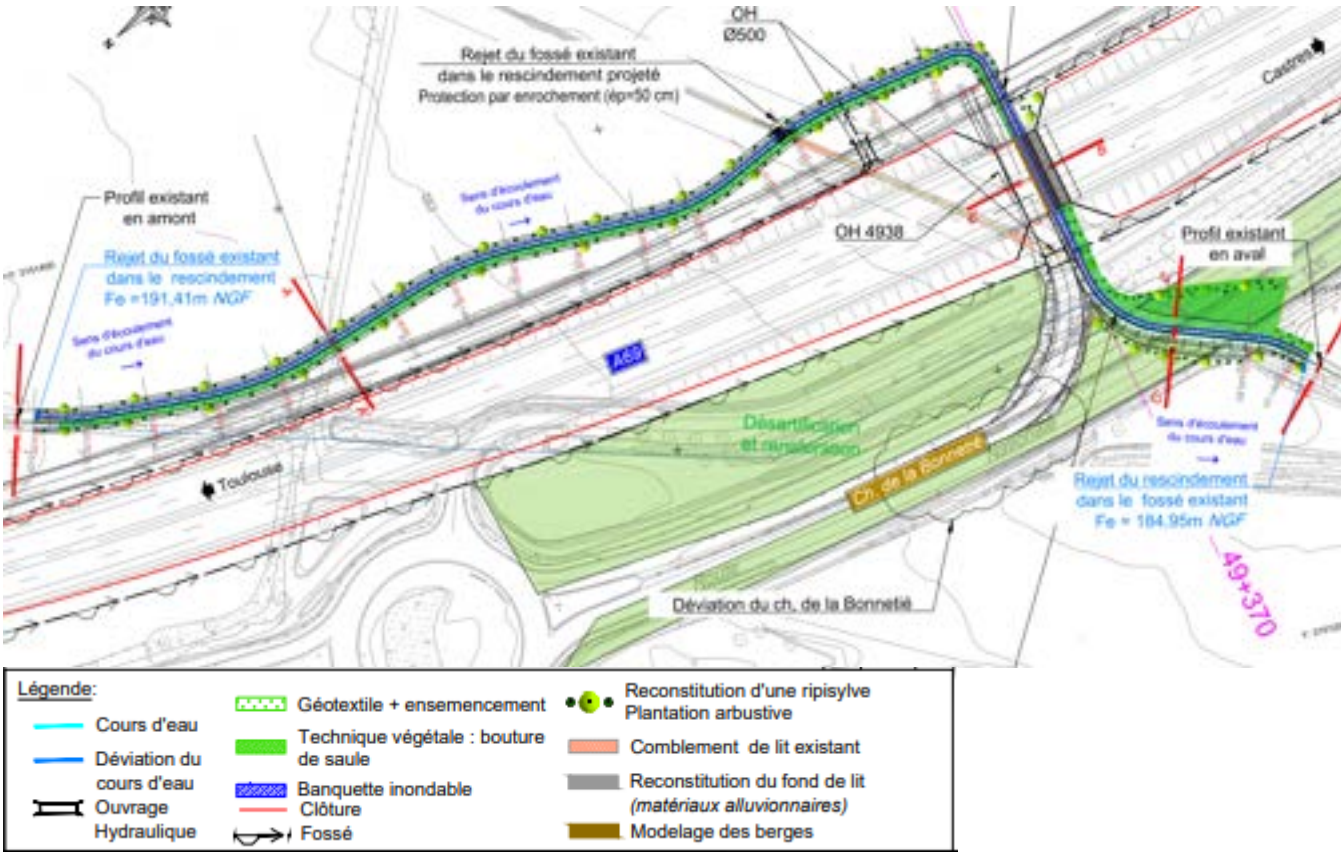 OH
Ø500
Rejet du fossé existant
dans le rescindement projeté
Protection par enrochement (ép=50 cm)
Castres
Sens d'écoulement
du cours d'eau
Profil existant
en amont
Rejet du fossé existant
dans le rescindement
Fe =191,41m NGF
OH 4938
Profil existant
en aval
Sens d'écoulement
du cours d'eau
A69
Désartificlation
et renaturation
Sens d'écoulement
du cours d'eau
Toulouse
Ch. de la Bonnetié
Rejet du rescindement
dans le fossé existant
Fe = 184,95m NGF
49+370
Déviation du ch. de la Bonnetié
Légende:
Cours d'eau
Déviation du
cours d'eau
Ouvrage
Hydraulique
Géotextile + ensemencement
Technique végétale : bouture
de saule
Banquette inondable
Clôture
Fossé
Reconstitution d'une ripisylve
Plantation arbustive
Comblement de lit existant
Reconstitution du fond de lit
(matériaux alluvionnaires)
Modelage des berges